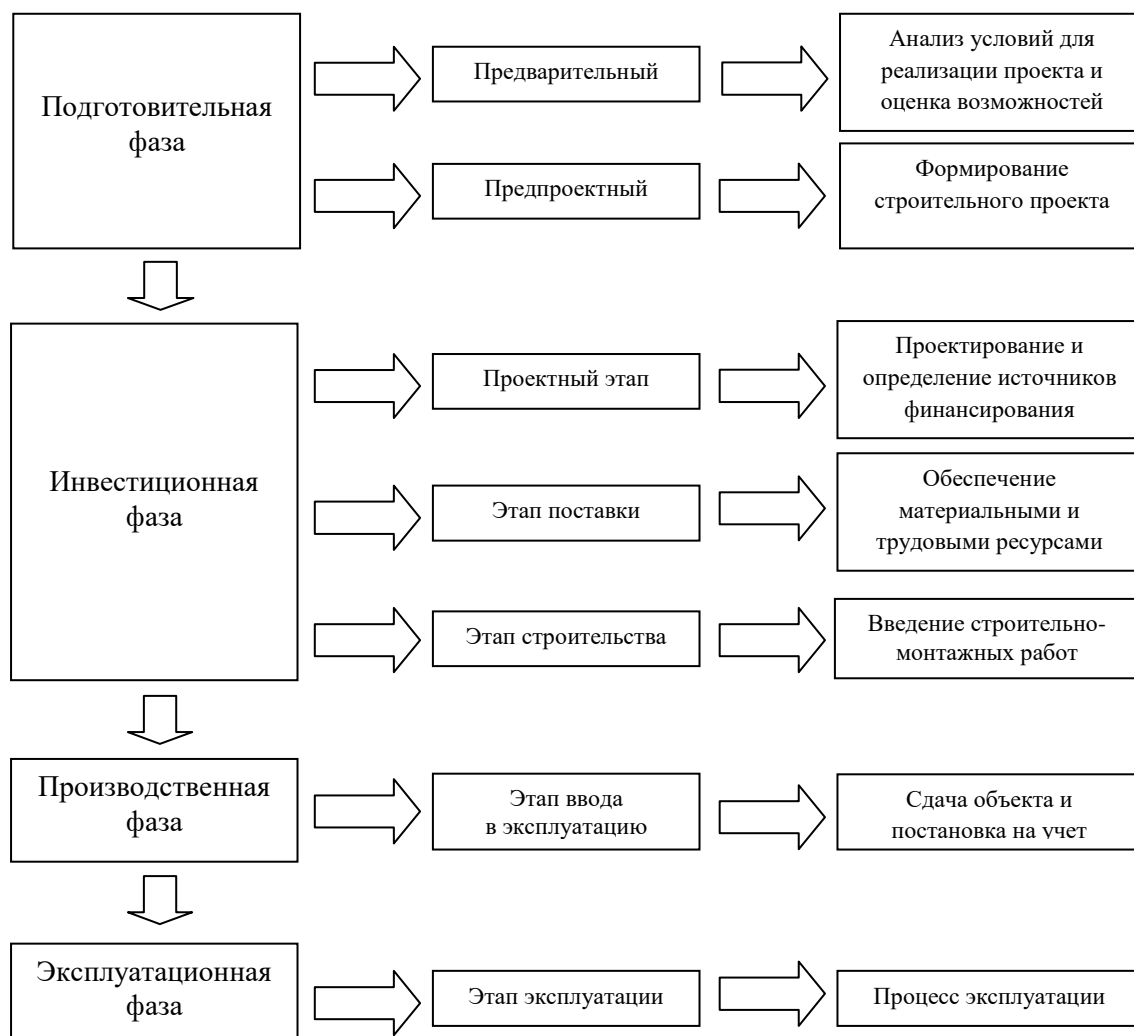 Подготовительная
фаза
Предварительный
Анализ условий для
реализации проекта и
оценка возможностей
Предпроектный
Формирование
строительного проекта
Инвестиционная
фаза
Проектный этап
Проектирование и
определение источников
финансирования
Этап поставки
Обеспечение
материальными и
трудовыми ресурсами
Этап строительства
Введение строительно-
монтажных работ
Производственная
фаза
Этап ввода
в эксплуатацию
Сдача объекта и
постановка на учет
Эксплуатационная
фаза
Этап эксплуатации
Процесс эксплуатации